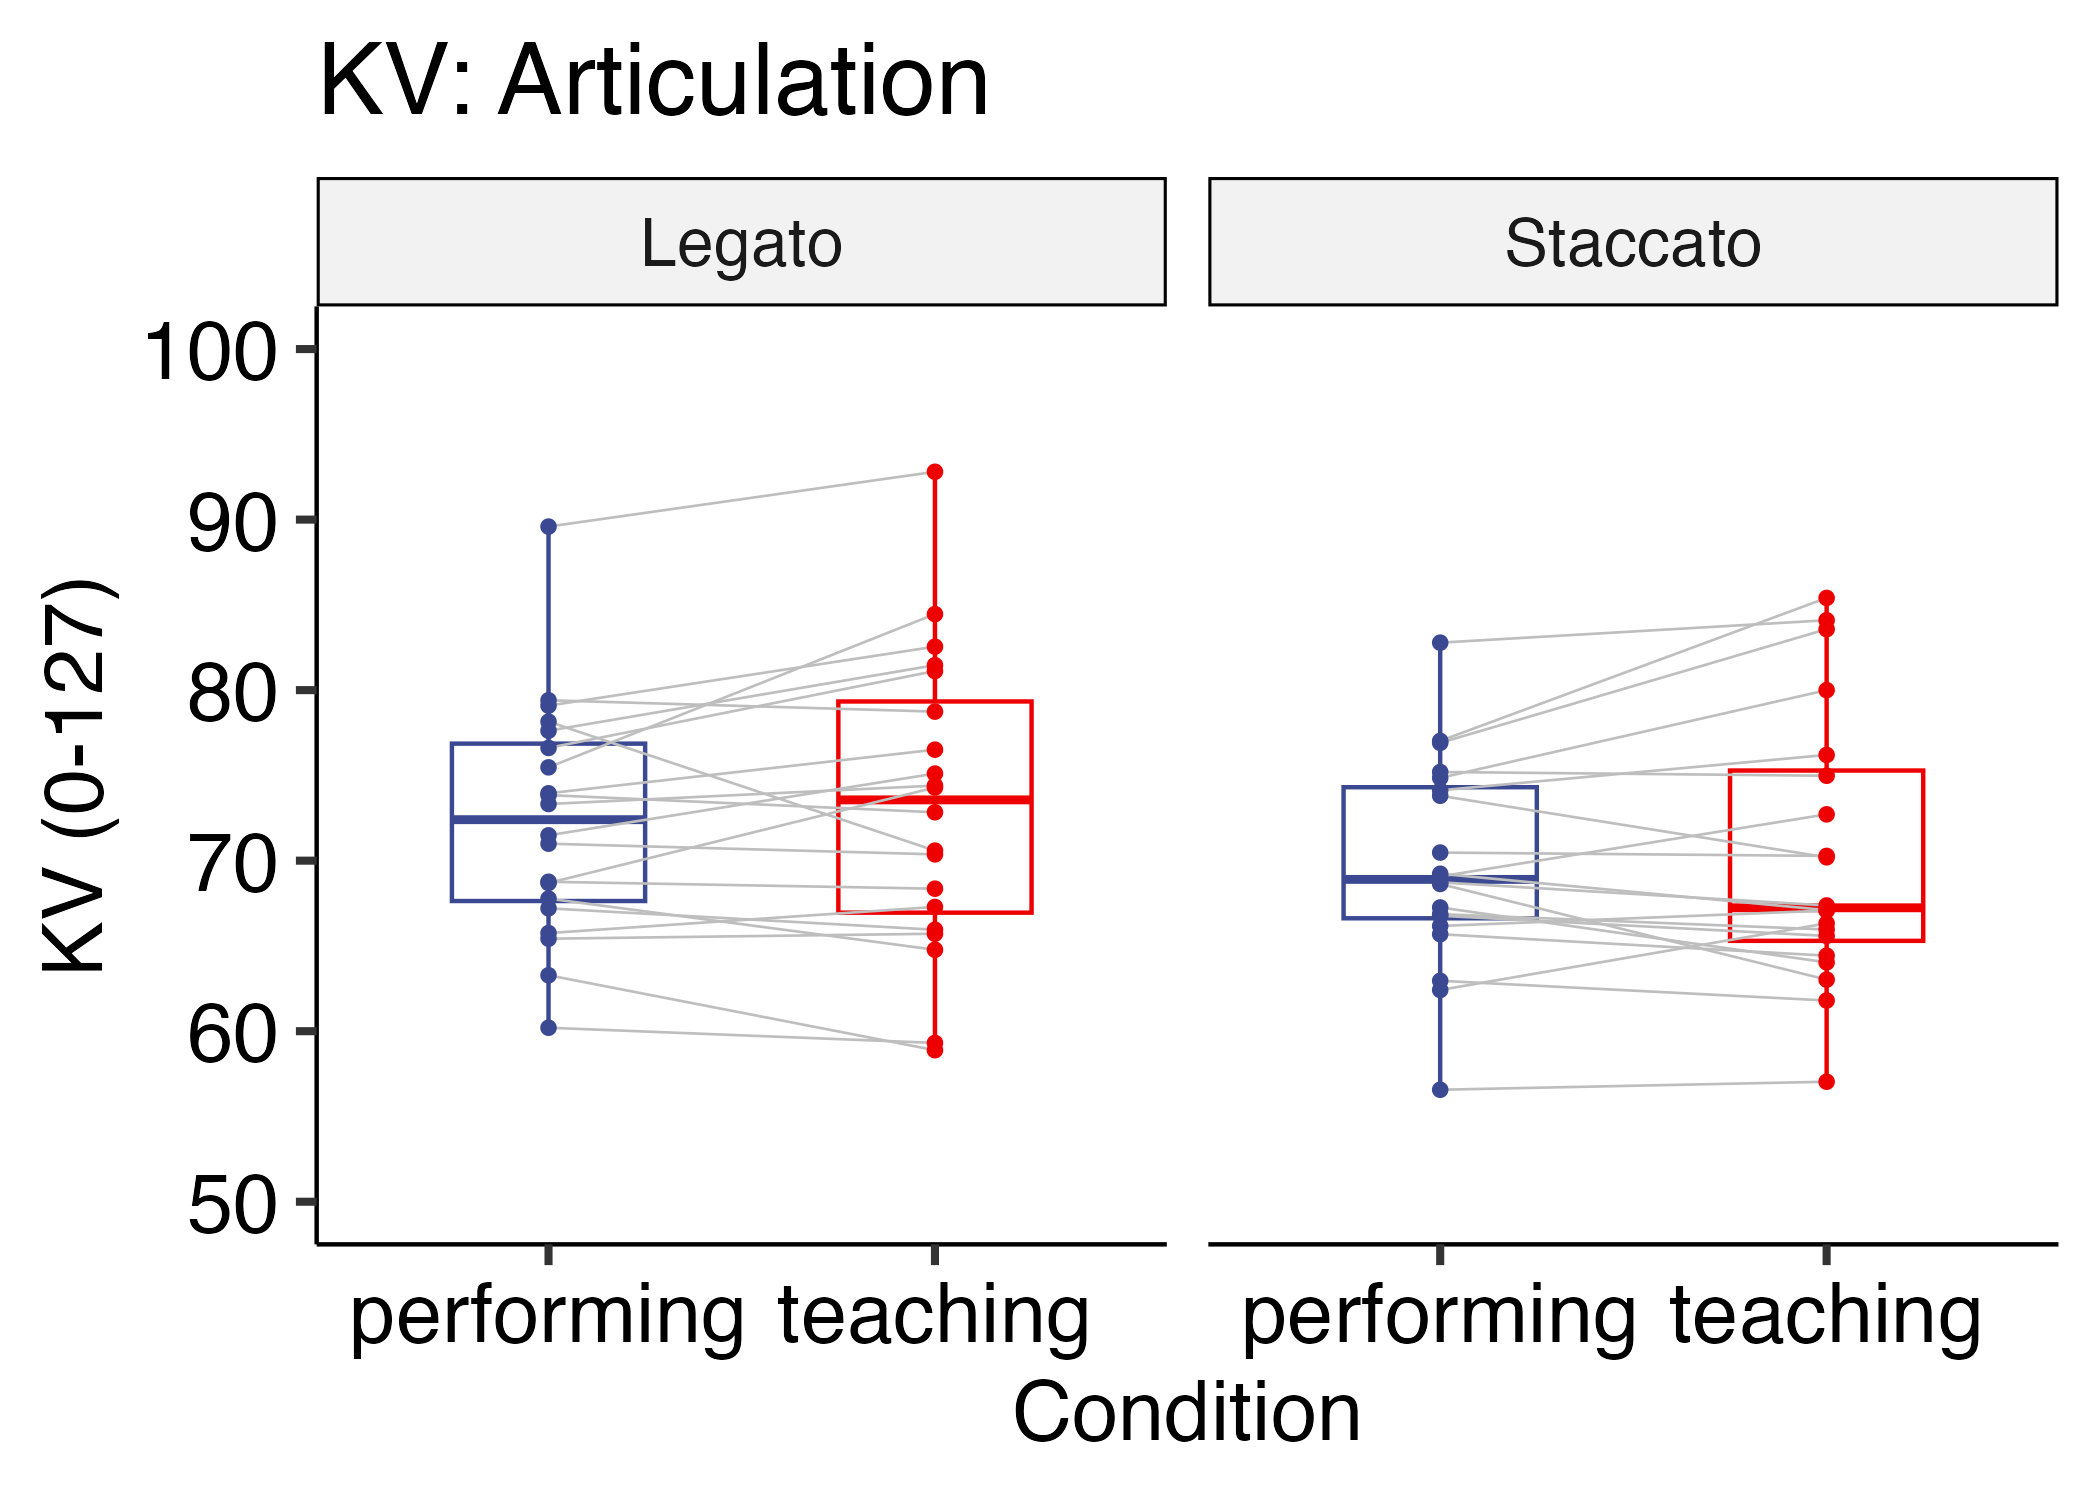 KV: Articulation
Legato
Staccato
KV (0-127)
100
90
80
70
60
50
performing teaching
performing teaching
Condition